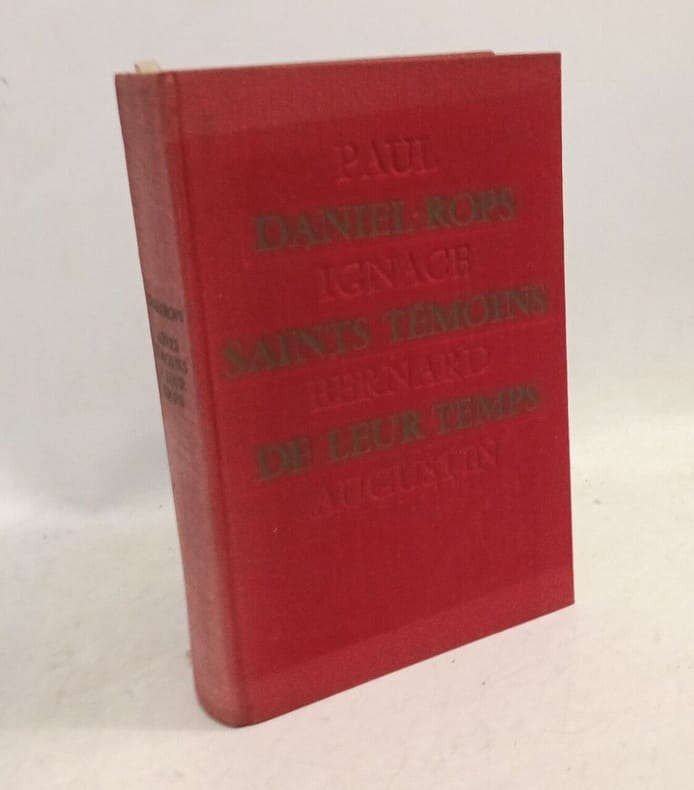 PAUL
DANIEL-ROPS
IGNACE
SAINTS TÉMOINS
BERNARD
DE LEUR TEMPS
AUGUSTIN